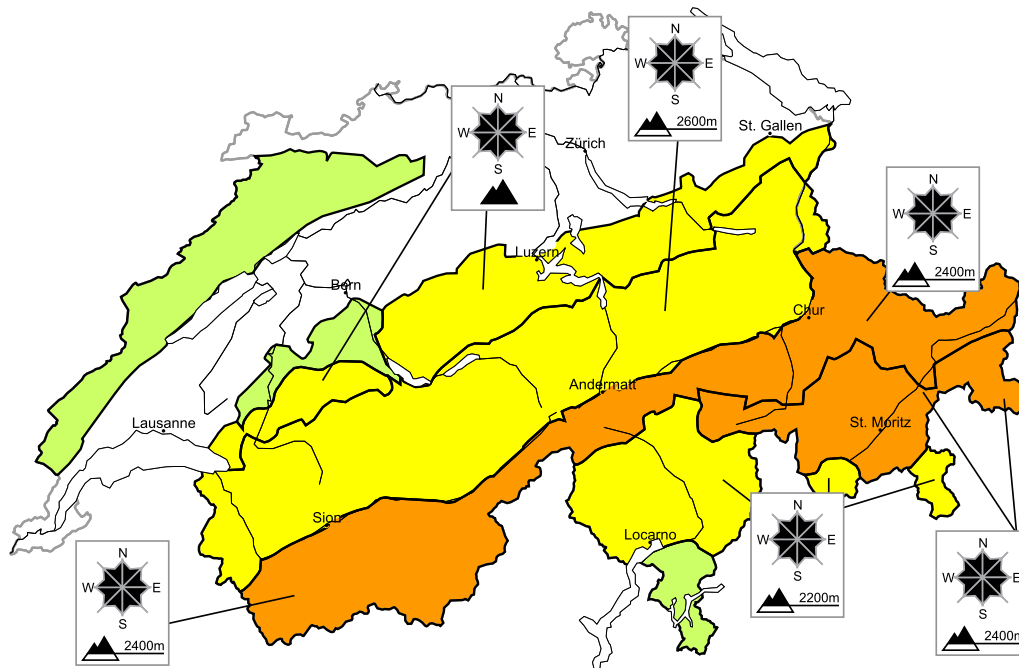 N
W E
S
2600m
St. Gallen
N
W E
S
Zürich
N
W E
S
2400m
Luzern
Bern
Chur
Andermatt
Lausanne
St. Moritz
Sion
Locarno
N
W E
S
2200m
N
W E
S
2400m
N
W E
S
2400m